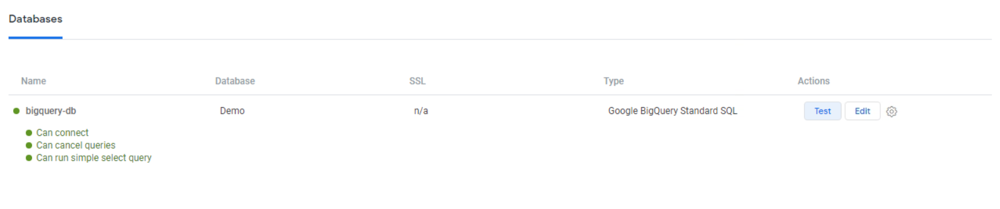 Databases
Name Database SSL Type Actions
bigquery-db Demo n/a Google BigQuery Standard SQL Test Edit
Can connect
Can cancel queries
Can run simple select query